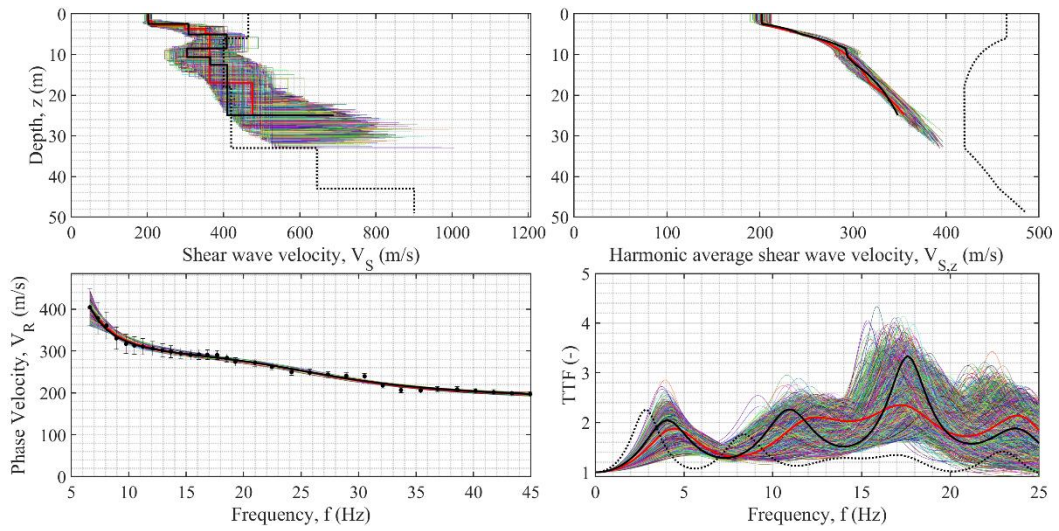 0
10
20
30
40
50
Depth, z (m)
0 200 400 600 800 1000 1200
Shear wave velocity, V_S (m/s)
0
10
20
30
40
50
0 100 200 300 400 500
Harmonic average shear wave velocity, V_S,z (m/s)
400
300
200
100
0
Phase Velocity, V_R (m/s)
5 10 15 20 25 30 35 40 45
Frequency, f (Hz)
5
4
3
2
1
TTF (-)
0 5 10 15 20 25
Frequency, f (Hz)